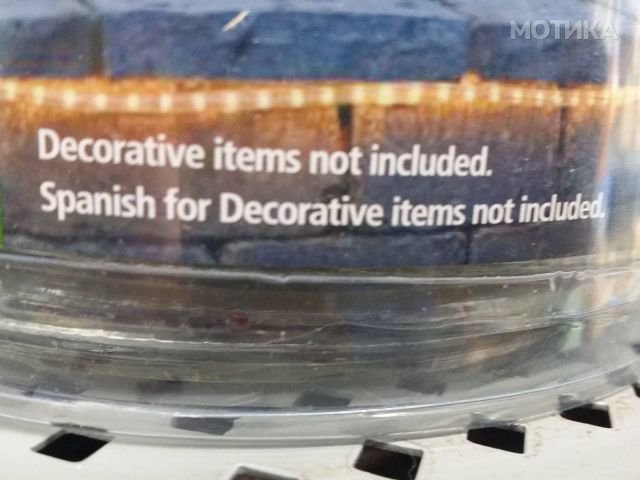 МОТИКА
Decorative items not included.
Spanish for Decorative items not included.